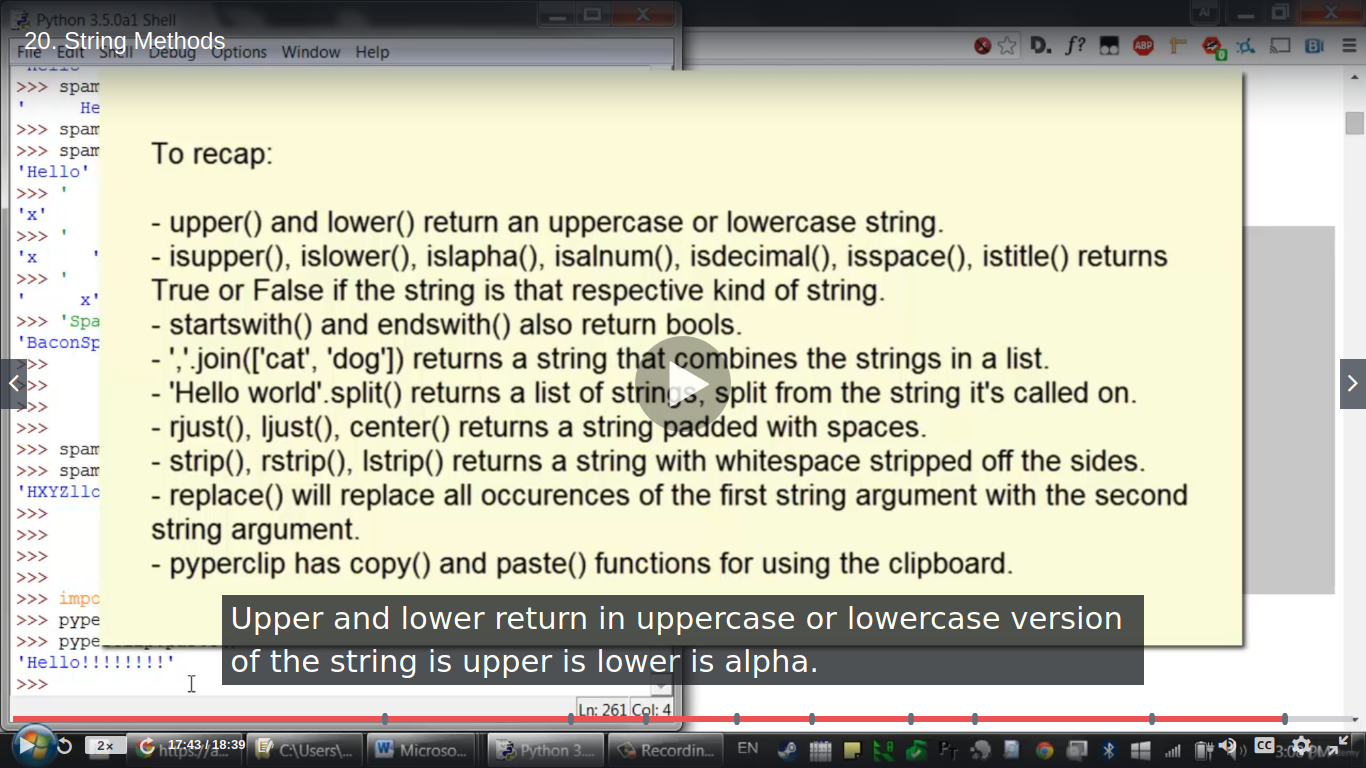 Python 3.5.0a1 Shell
20. String Methods
File Edit Shell Debug Options Window Help
>>> spam
' He
>>> spam
>>> spam
'Hello'
>>> '
'x'
>>> '
'x '
>>> '
' x'
>>> 'Spa
'BaconSp
>>>
>>>
>>>
>>>
>>> spam
>>> spam
'HXYZllo
>>>
>>>
>>>
>>>
>>> impo
>>> pype
>>> pype
'Hello!!!!!!!!'
>>>
To recap:
- upper() and lower() return an uppercase or lowercase string.
- isupper(), islower(), islapha(), isalnum(), isdecimal(), isspace(), istitle() returns
True or False if the string is that respective kind of string.
- startswith() and endswith() also return bools.
- ','.join(['cat', 'dog']) returns a string that combines the strings in a list.
- 'Hello world'.split() returns a list of strings, split from the string it's called on.
- rjust(), ljust(), center() returns a string padded with spaces.
- strip(), rstrip(), lstrip() returns a string with whitespace stripped off the sides.
- replace() will replace all occurences of the first string argument with the second
string argument.
- pyperclip has copy() and paste() functions for using the clipboard.
Upper and lower return in uppercase or lowercase version
of the string is upper is lower is alpha.
Ln: 261 Col: 4
2x 17:43 / 18:39 https://a... C:\Users\... Microso... Python 3.... Recordin... EN CC 3:08 PM
D. f? ABP 0 B